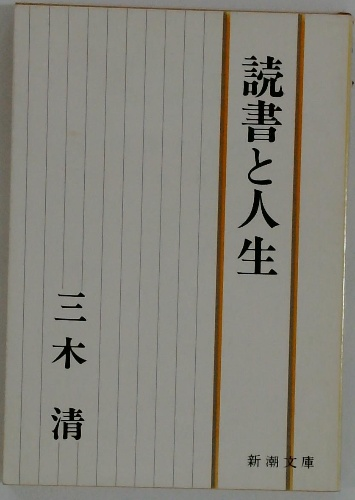 読書と人生
三木 清
新潮文庫